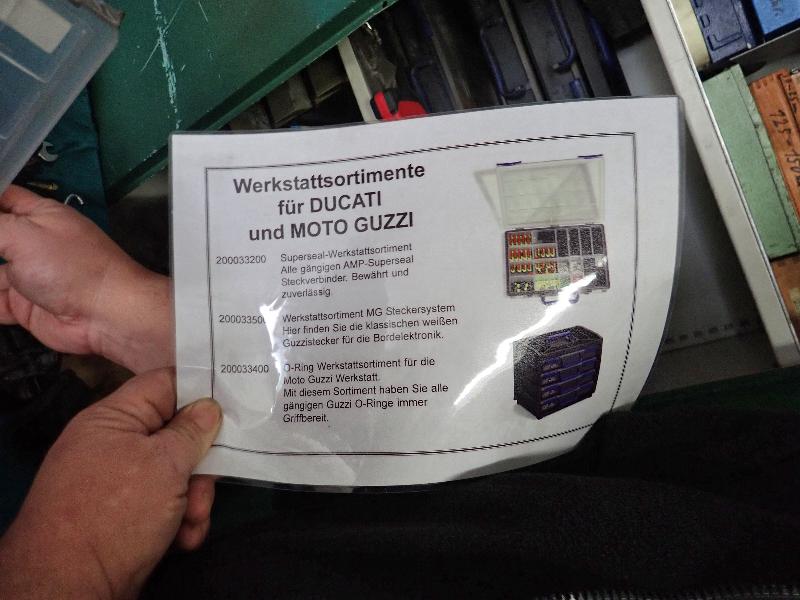 Werkstattsortimente
für DUCATI
und MOTO GUZZI
200033200 Superseal-Werkstattsortiment
Alle gängigen AMP-Superseal
Steckverbinder. Bewährt und
zuverlässig.
200033500 Werkstattsortiment MG Steckersystem
Hier finden Sie die klassischen weißen
Guzzistecker für die Bordelektronik.
200033400 O-Ring Werkstattsortiment für die
Moto Guzzi Werkstatt.
Mit diesem Sortiment haben Sie alle
gängigen Guzzi O-Ringe immer
Griffbereit.
125-150